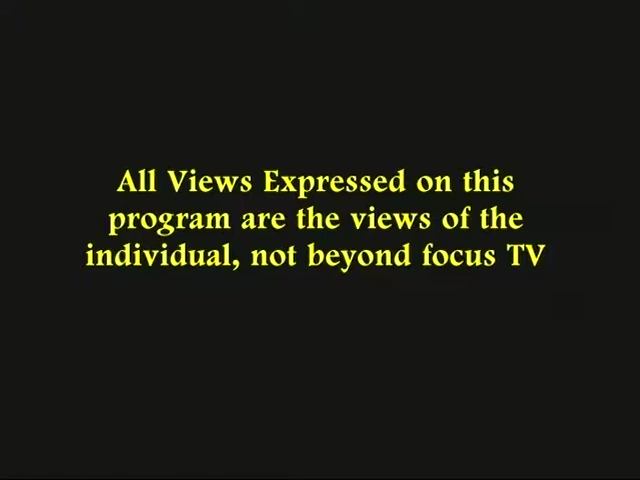 All Views Expressed on this
program are the views of the
individual, not beyond focus TV